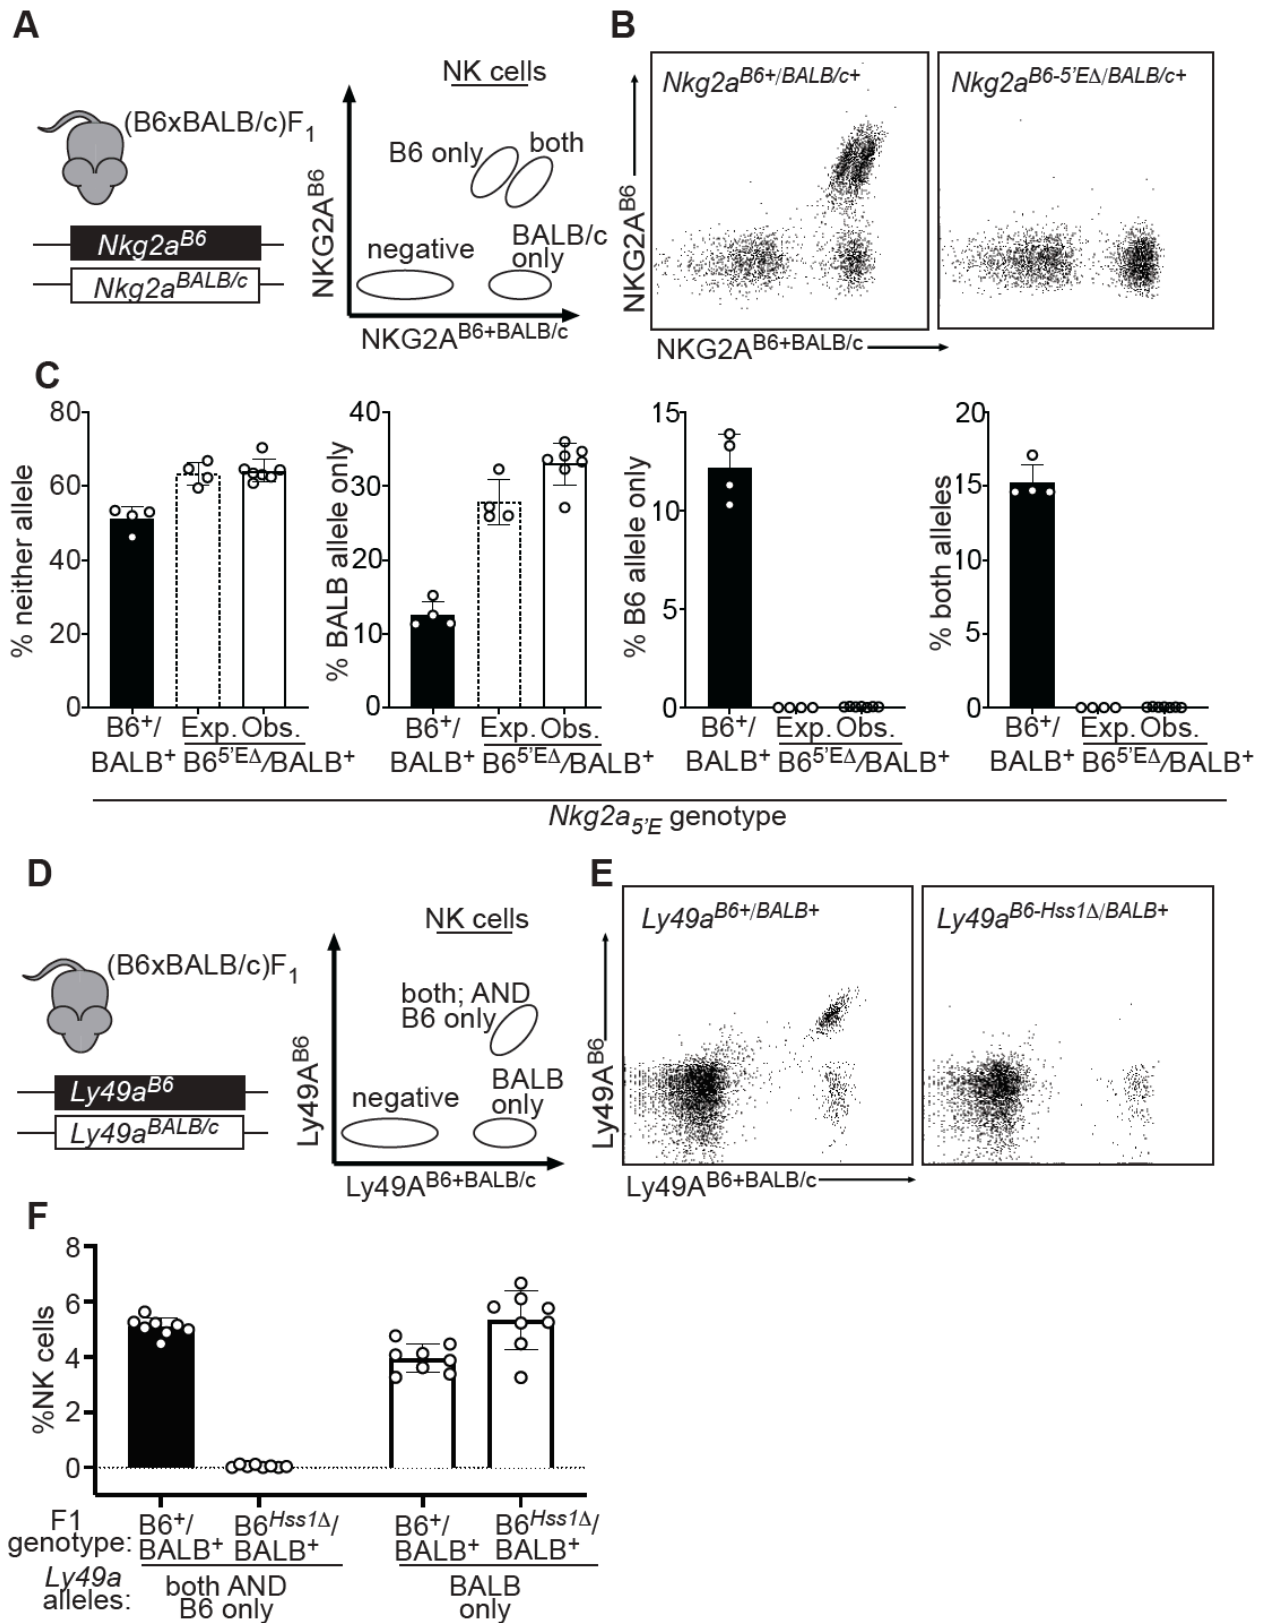 A
(B6xBALB/c)F1
Nkg2aB6
Nkg2aBALB/c
NK cells
B6 only
both
negative
BALB/c
only
NKG2AB6
NKG2AB6+BALB/c
B
Nkg2aB6+/BALB/c+
Nkg2aB6-5'EΔ/BALB/c+
NKG2AB6
NKG2AB6+BALB/c
C
% neither allele
80
60
40
20
0
B6+/
BALB+
Exp. Obs.
B65'EΔ/BALB+
% BALB allele only
40
30
20
10
0
B6+/
BALB+
Exp. Obs.
B65'EΔ/BALB+
% B6 allele only
15
10
5
0
B6+/
BALB+
Exp. Obs.
B65'EΔ/BALB+
% both alleles
20
15
10
5
0
B6+/
BALB+
Exp. Obs.
B65'EΔ/BALB+
Nkg2a5'E genotype
D
(B6xBALB/c)F1
Ly49aB6
Ly49aBALB/c
NK cells
both; AND
B6 only
BALB
only
negative
Ly49AB6
Ly49AB6+BALB/c
E
Ly49aB6+/BALB+
Ly49aB6-Hss1Δ/BALB+
Ly49AB6
Ly49AB6+BALB/c
F
%NK cells
8
6
4
2
0
F1
genotype:
B6+/
BALB+
B6Hss1Δ/
BALB+
B6+/
BALB+
B6Hss1Δ/
BALB+
Ly49a
alleles:
both AND
B6 only
BALB
only